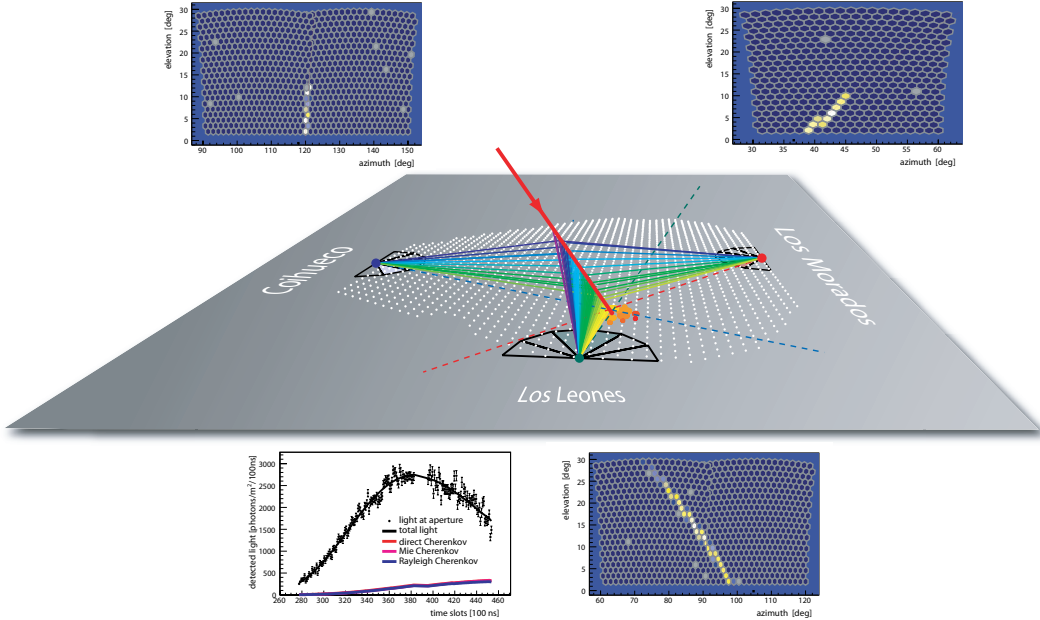 elevation [deg]
30
25
20
15
10
5
0
90 100 110 120 130 140 150
azimuth [deg]
elevation [deg]
30
25
20
15
10
5
0
30 35 40 45 50 55 60
azimuth [deg]
Coihueco
Los Morados
Los Leones
detected light [photons/m²/100ns]
3000
2500
2000
1500
1000
500
0
light at aperture
total light
direct Cherenkov
Mie Cherenkov
Rayleigh Cherenkov
260 280 300 320 340 360 380 400 420 440 460
time slots [100 ns]
elevation [deg]
30
25
20
15
10
5
0
60 70 80 90 100 110 120
azimuth [deg]